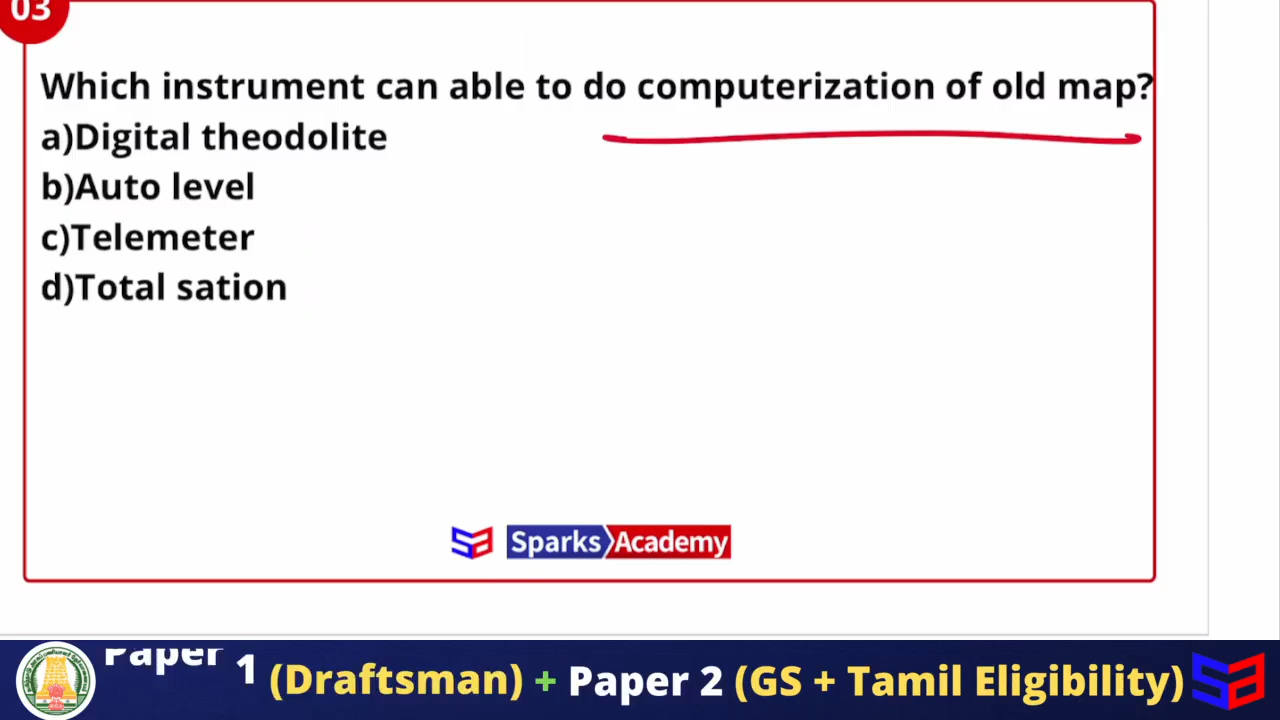 03
Which instrument can able to do computerization of old map?
a)Digital theodolite
b)Auto level
c)Telemeter
d)Total sation
Sparks Academy
Paper 1 (Draftsman) + Paper 2 (GS + Tamil Eligibility)